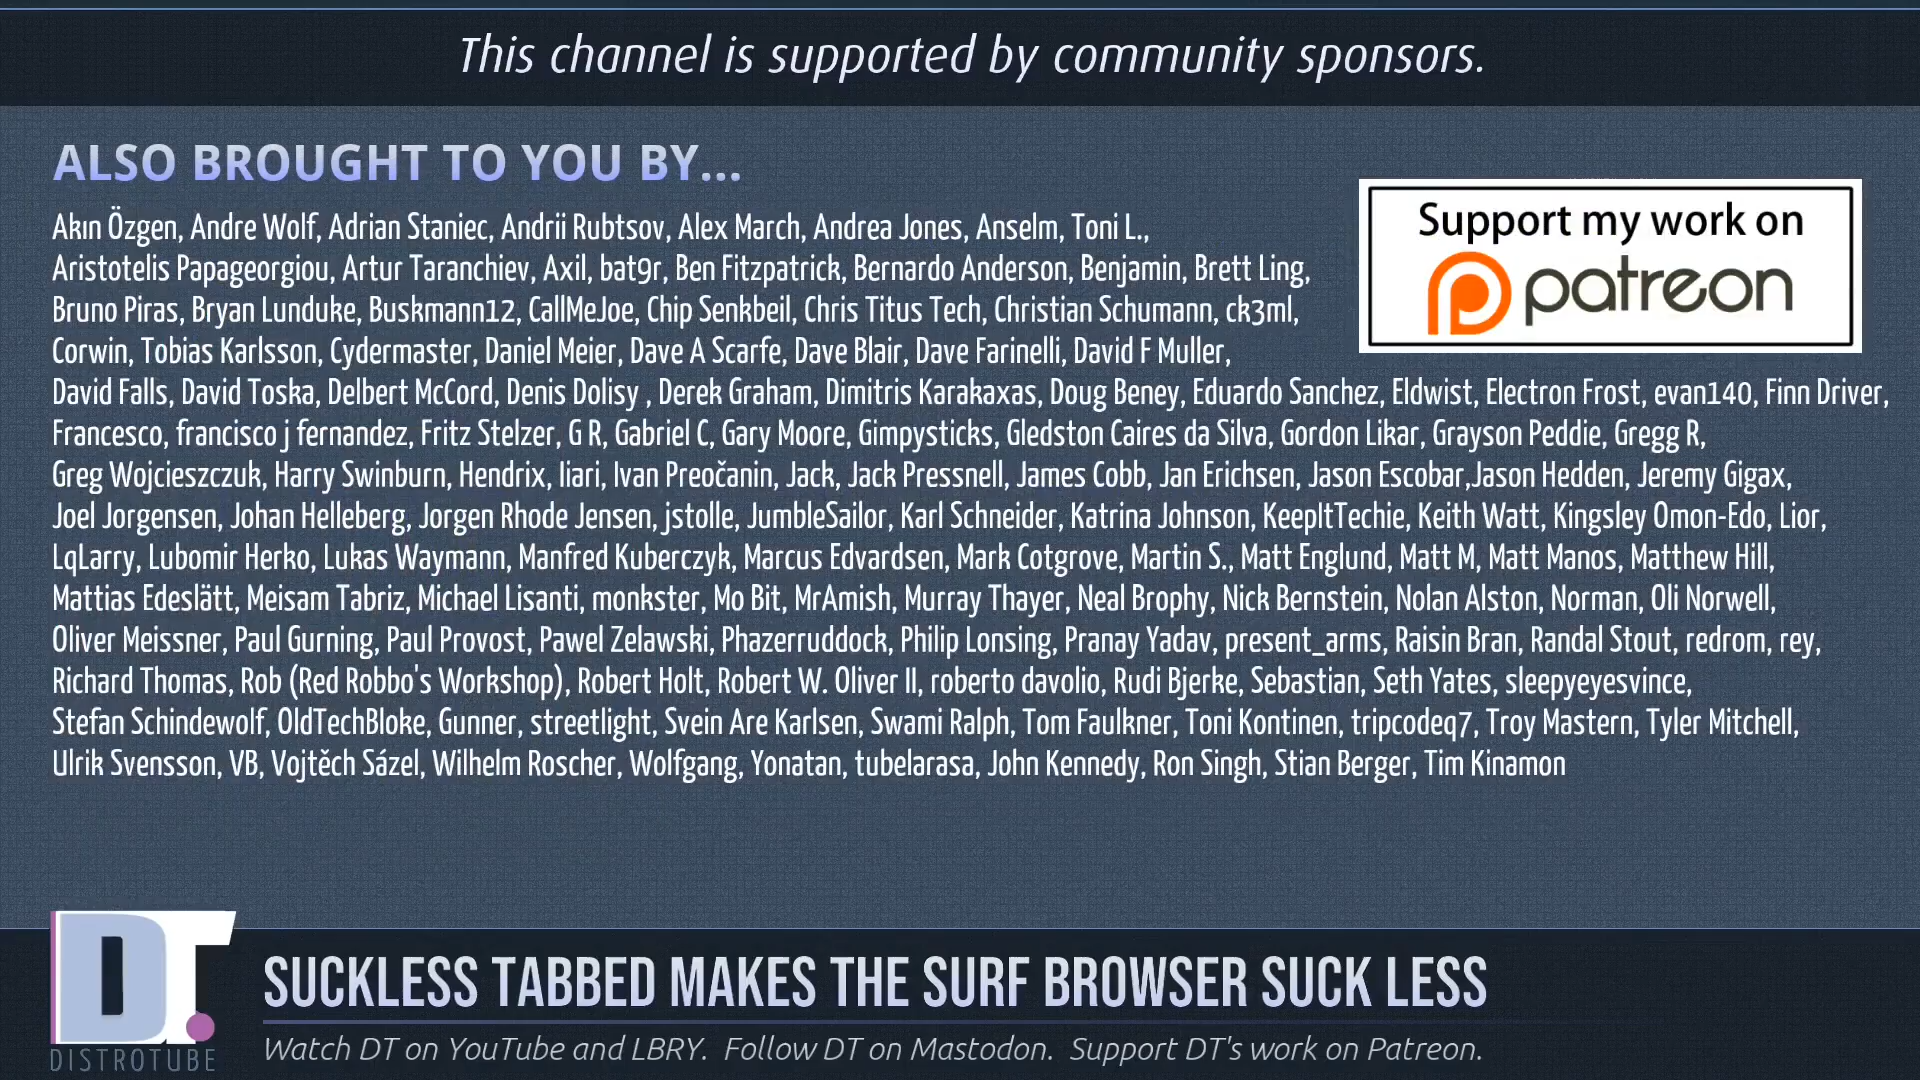 This channel is supported by community sponsors.
ALSO BROUGHT TO YOU BY...
Akın Özgen, Andre Wolf, Adrian Staniec, Andrii Rubtsov, Alex March, Andrea Jones, Anselm, Toni L.,
Aristotelis Papageorgiou, Artur Taranchiev, Axil, bat9r, Ben Fitzpatrick, Bernardo Anderson, Benjamin, Brett Ling,
Bruno Piras, Bryan Lunduke, Buskmann12, CallMeJoe, Chip Senkbeil, Chris Titus Tech, Christian Schumann, ck3ml,
Corwin, Tobias Karlsson, Cydermaster, Daniel Meier, Dave A Scarfe, Dave Blair, Dave Farinelli, David F Muller,
David Falls, David Toska, Delbert McCord, Denis Dolisy , Derek Graham, Dimitris Karakaxas, Doug Beney, Eduardo Sanchez, Eldwist, Electron Frost, evan140, Finn Driver,
Francesco, francisco j fernandez, Fritz Stelzer, G R, Gabriel C, Gary Moore, Gimpysticks, Gledston Caires da Silva, Gordon Likar, Grayson Peddie, Gregg R,
Greg Wojcieszczuk, Harry Swinburn, Hendrix, Iiari, Ivan Preočanin, Jack, Jack Pressnell, James Cobb, Jan Erichsen, Jason Escobar,Jason Hedden, Jeremy Gigax,
Joel Jorgensen, Johan Helleberg, Jorgen Rhode Jensen, jstolle, JumbleSailor, Karl Schneider, Katrina Johnson, KeepItTechie, Keith Watt, Kingsley Omon-Edo, Lior,
LqLarry, Lubomir Herko, Lukas Waymann, Manfred Kuberczyk, Marcus Edvardsen, Mark Cotgrove, Martin S., Matt Englund, Matt M, Matt Manos, Matthew Hill,
Mattias Edeslätt, Meisam Tabriz, Michael Lisanti, monkster, Mo Bit, MrAmish, Murray Thayer, Neal Brophy, Nick Bernstein, Nolan Alston, Norman, Oli Norwell,
Oliver Meissner, Paul Gurning, Paul Provost, Pawel Zelawski, Phazerruddock, Philip Lonsing, Pranay Yadav, present_arms, Raisin Bran, Randal Stout, redrom, rey,
Richard Thomas, Rob (Red Robbo's Workshop), Robert Holt, Robert W. Oliver II, roberto davolio, Rudi Bjerke, Sebastian, Seth Yates, sleepyeyesvince,
Stefan Schindewolf, OldTechBloke, Gunner, streetlight, Svein Are Karlsen, Swami Ralph, Tom Faulkner, Toni Kontinen, tripcodeq7, Troy Mastern, Tyler Mitchell,
Ulrik Svensson, VB, Vojtěch Sázel, Wilhelm Roscher, Wolfgang, Yonatan, tubelarasa, John Kennedy, Ron Singh, Stian Berger, Tim Kinamon
Support my work on
patreon
DT
DISTROTUBE
SUCKLESS TABBED MAKES THE SURF BROWSER SUCK LESS
Watch DT on YouTube and LBRY. Follow DT on Mastodon. Support DT's work on Patreon.